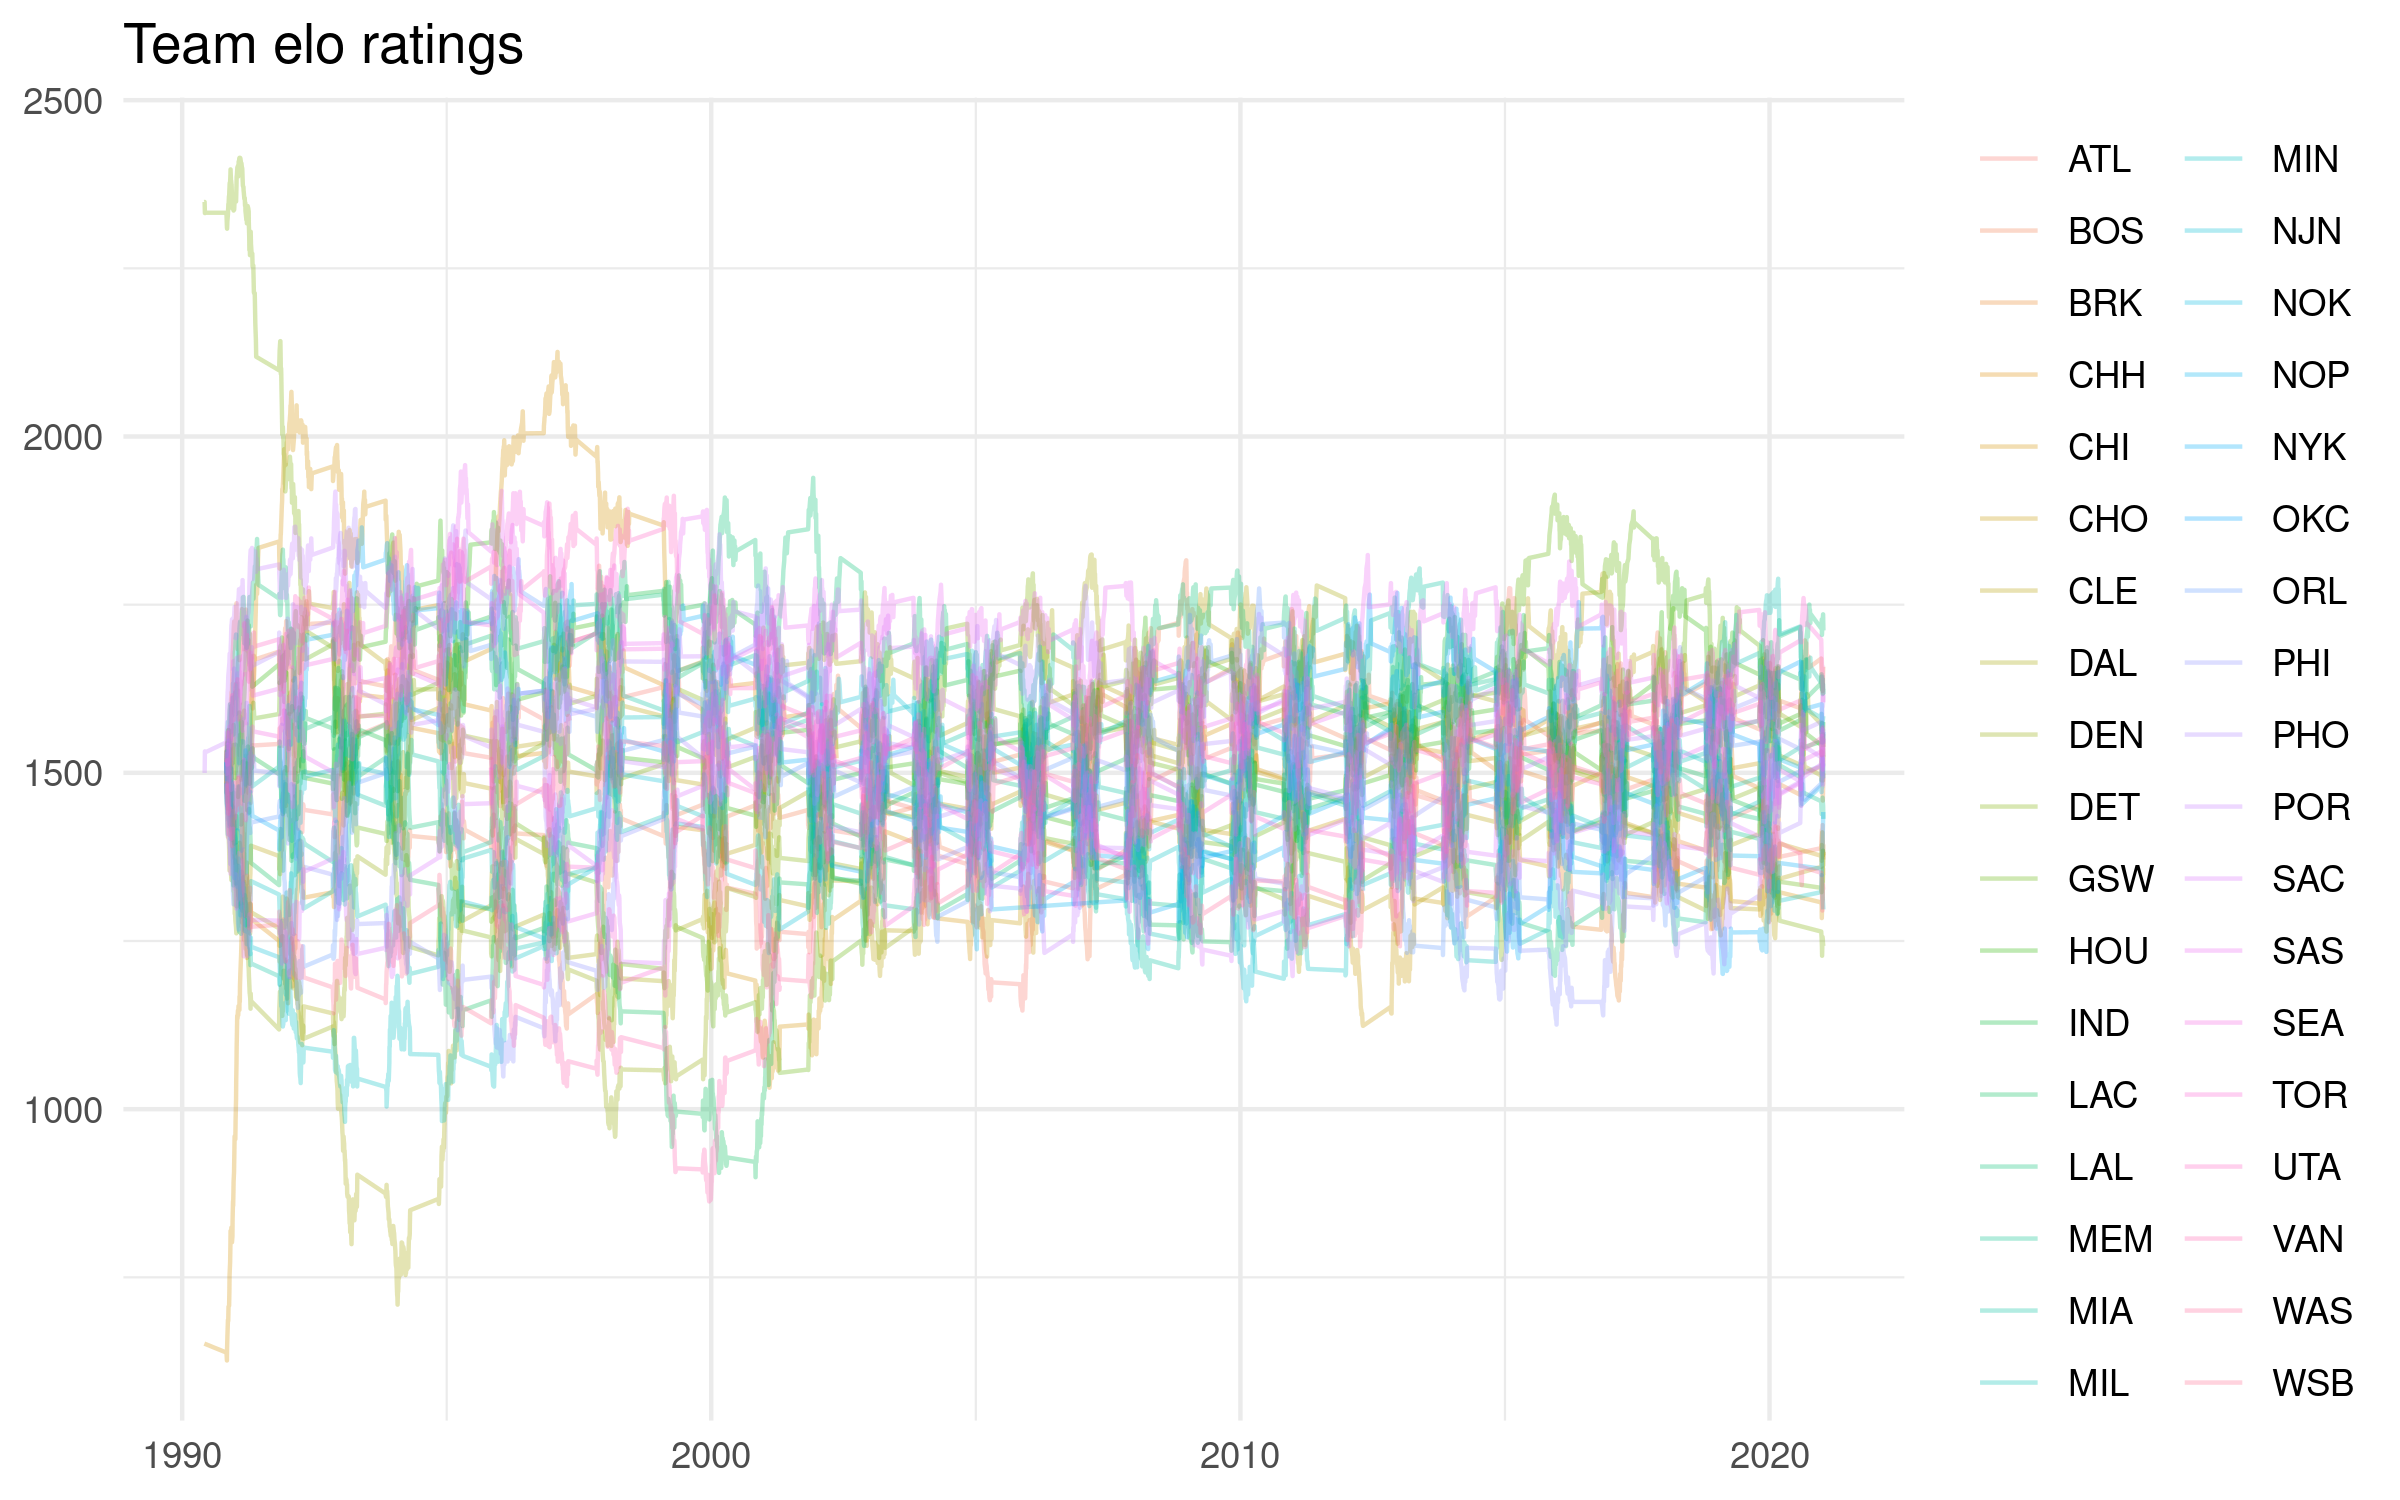 Team elo ratings
2500
2000
1500
1000
1990
2000
2010
2020
ATL
BOS
BRK
CHH
CHI
CHO
CLE
DAL
DEN
DET
GSW
HOU
IND
LAC
LAL
MEM
MIA
MIL
MIN
NJN
NOK
NOP
NYK
OKC
ORL
PHI
PHO
POR
SAC
SAS
SEA
TOR
UTA
VAN
WAS
WSB